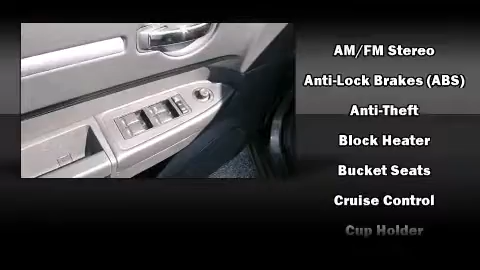 AM/FM Stereo
Anti-Lock Brakes (ABS)
Anti-Theft
Block Heater
Bucket Seats
Cruise Control
Cup Holder